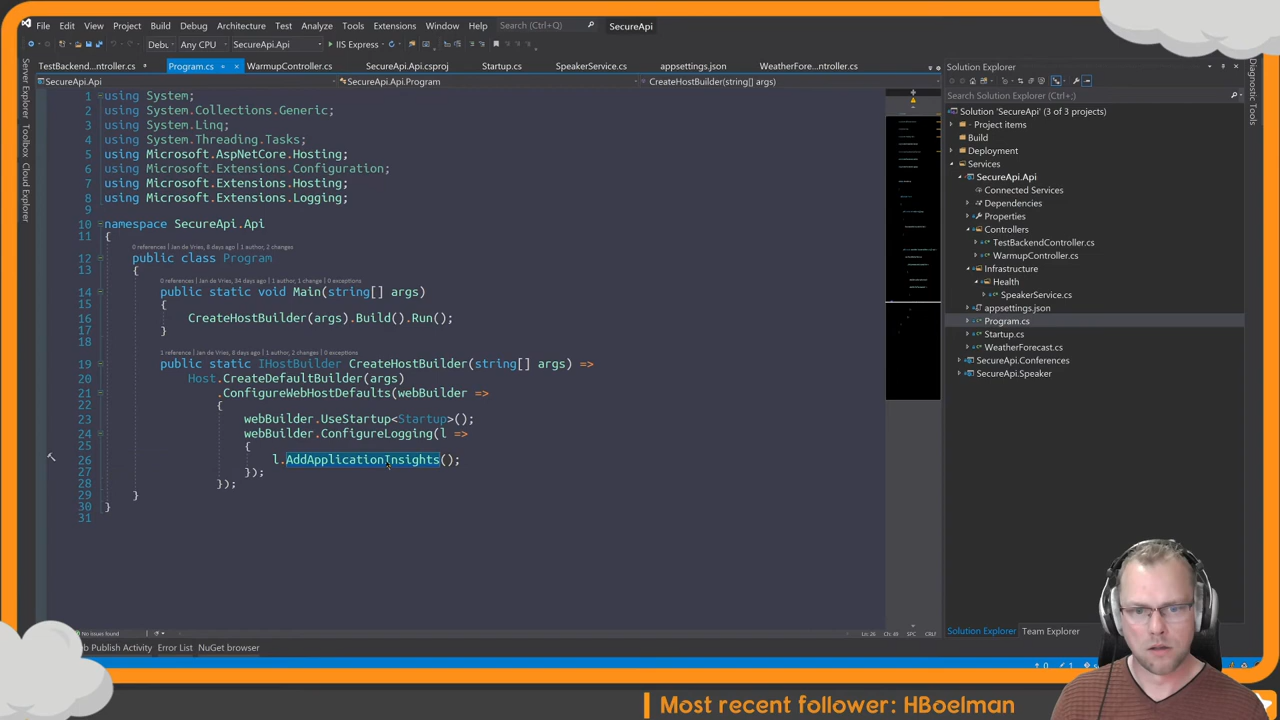 File Edit View Project Build Debug Architecture Test Analyze Tools Extensions Window Help Search (Ctrl+Q) SecureApi
Any CPU SecureApi.Api IIS Express
TestBackend...ntroller.cs Program.cs WarmupController.cs SecureApi.Api.csproj Startup.cs SpeakerService.cs appsettings.json WeatherFore...ntroller.cs
SecureApi.Api SecureApi.Api.Program CreateHostBuilder(string[] args)
Server Explorer Toolbox Cloud Explorer
1 using System;
2 using System.Collections.Generic;
3 using System.Linq;
4 using System.Threading.Tasks;
5 using Microsoft.AspNetCore.Hosting;
6 using Microsoft.Extensions.Configuration;
7 using Microsoft.Extensions.Hosting;
8 using Microsoft.Extensions.Logging;
9
10 namespace SecureApi.Api
11 {
0 references | Jan de Vries, 8 days ago | 1 author, 2 changes
12 public class Program
13 {
0 references | Jan de Vries, 34 days ago | 1 author, 1 change | 0 exceptions
14 public static void Main(string[] args)
15 {
16 CreateHostBuilder(args).Build().Run();
17 }
18
1 reference | Jan de Vries, 8 days ago | 1 author, 2 changes | 0 exceptions
19 public static IHostBuilder CreateHostBuilder(string[] args) =>
20 Host.CreateDefaultBuilder(args)
21 .ConfigureWebHostDefaults(webBuilder =>
22 {
23 webBuilder.UseStartup<Startup>();
24 webBuilder.ConfigureLogging(l =>
25 {
26 l.AddApplicationInsights();
27 });
28 });
29 }
30 }
31
No issues found
Ln: 26 Ch: 49 SPC CRLF
b Publish Activity Error List NuGet browser
Solution Explorer
Search Solution Explorer (Ctrl+;)
Solution 'SecureApi' (3 of 3 projects)
Project items
Build
Deployment
Services
SecureApi.Api
Connected Services
Dependencies
Properties
Controllers
TestBackendController.cs
WarmupController.cs
Infrastructure
Health
SpeakerService.cs
appsettings.json
Program.cs
Startup.cs
WeatherForecast.cs
SecureApi.Conferences
SecureApi.Speaker
Solution Explorer Team Explorer
Diagnostic Tools
Most recent follower: HBoelman